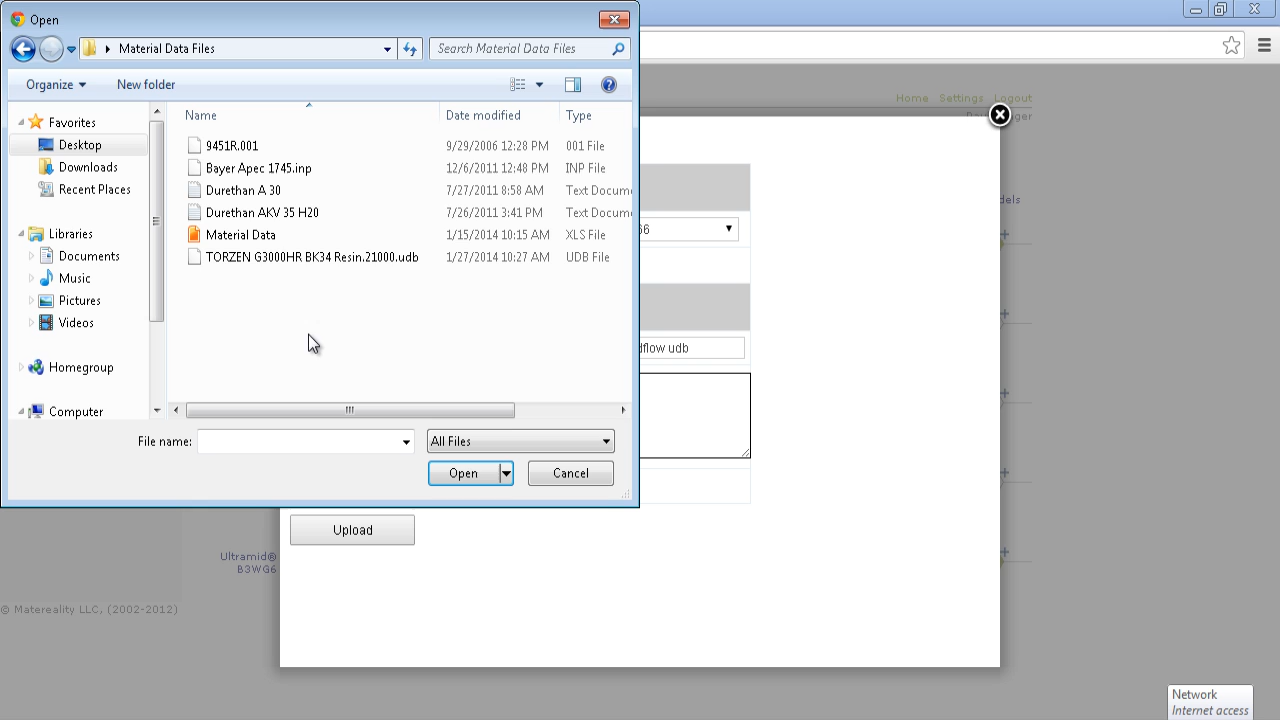 Open
Material Data Files
Search Material Data Files
Organize
New folder
Name
Date modified
Type
Favorites
Desktop
Downloads
Recent Places
Libraries
Documents
Music
Pictures
Videos
Homegroup
Computer
9451R.001 9/29/2006 12:28 PM 001 File
Bayer Apec 1745.inp 12/6/2011 12:48 PM INP File
Durethan A 30 7/27/2011 8:58 AM Text Docum
Durethan AKV 35 H20 7/26/2011 3:41 PM Text Docum
Material Data 1/15/2014 10:15 AM XLS File
TORZEN G3000HR BK34 Resin.21000.udb 1/27/2014 10:27 AM UDB File
File name:
All Files
Open
Cancel
Home Settings Logout
dels
66
dflow udb
Upload
Ultramid®
B3WG6
© Matereality LLC, (2002-2012)
Network
Internet access